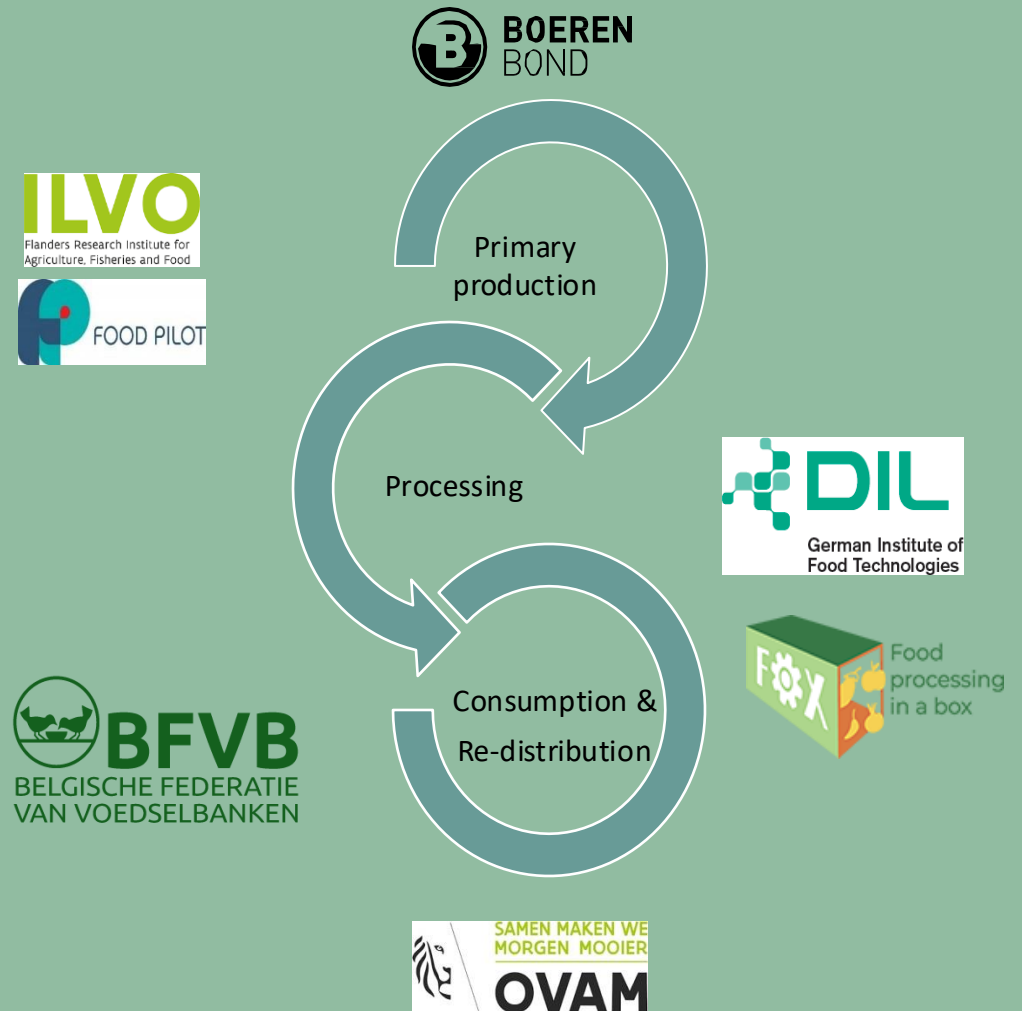 B BOEREN
BOND
ILVO
Flanders Research Institute for
Agriculture, Fisheries and Food
FOOD PILOT
Primary
production
Processing
DIL
German Institute of
Food Technologies
FOX
Food
processing
in a box
Consumption &
Re-distribution
BFVB
BELGISCHE FEDERATIE
VAN VOEDSELBANKEN
SAMEN MAKEN WE
MORGEN MOOIER
OVAM